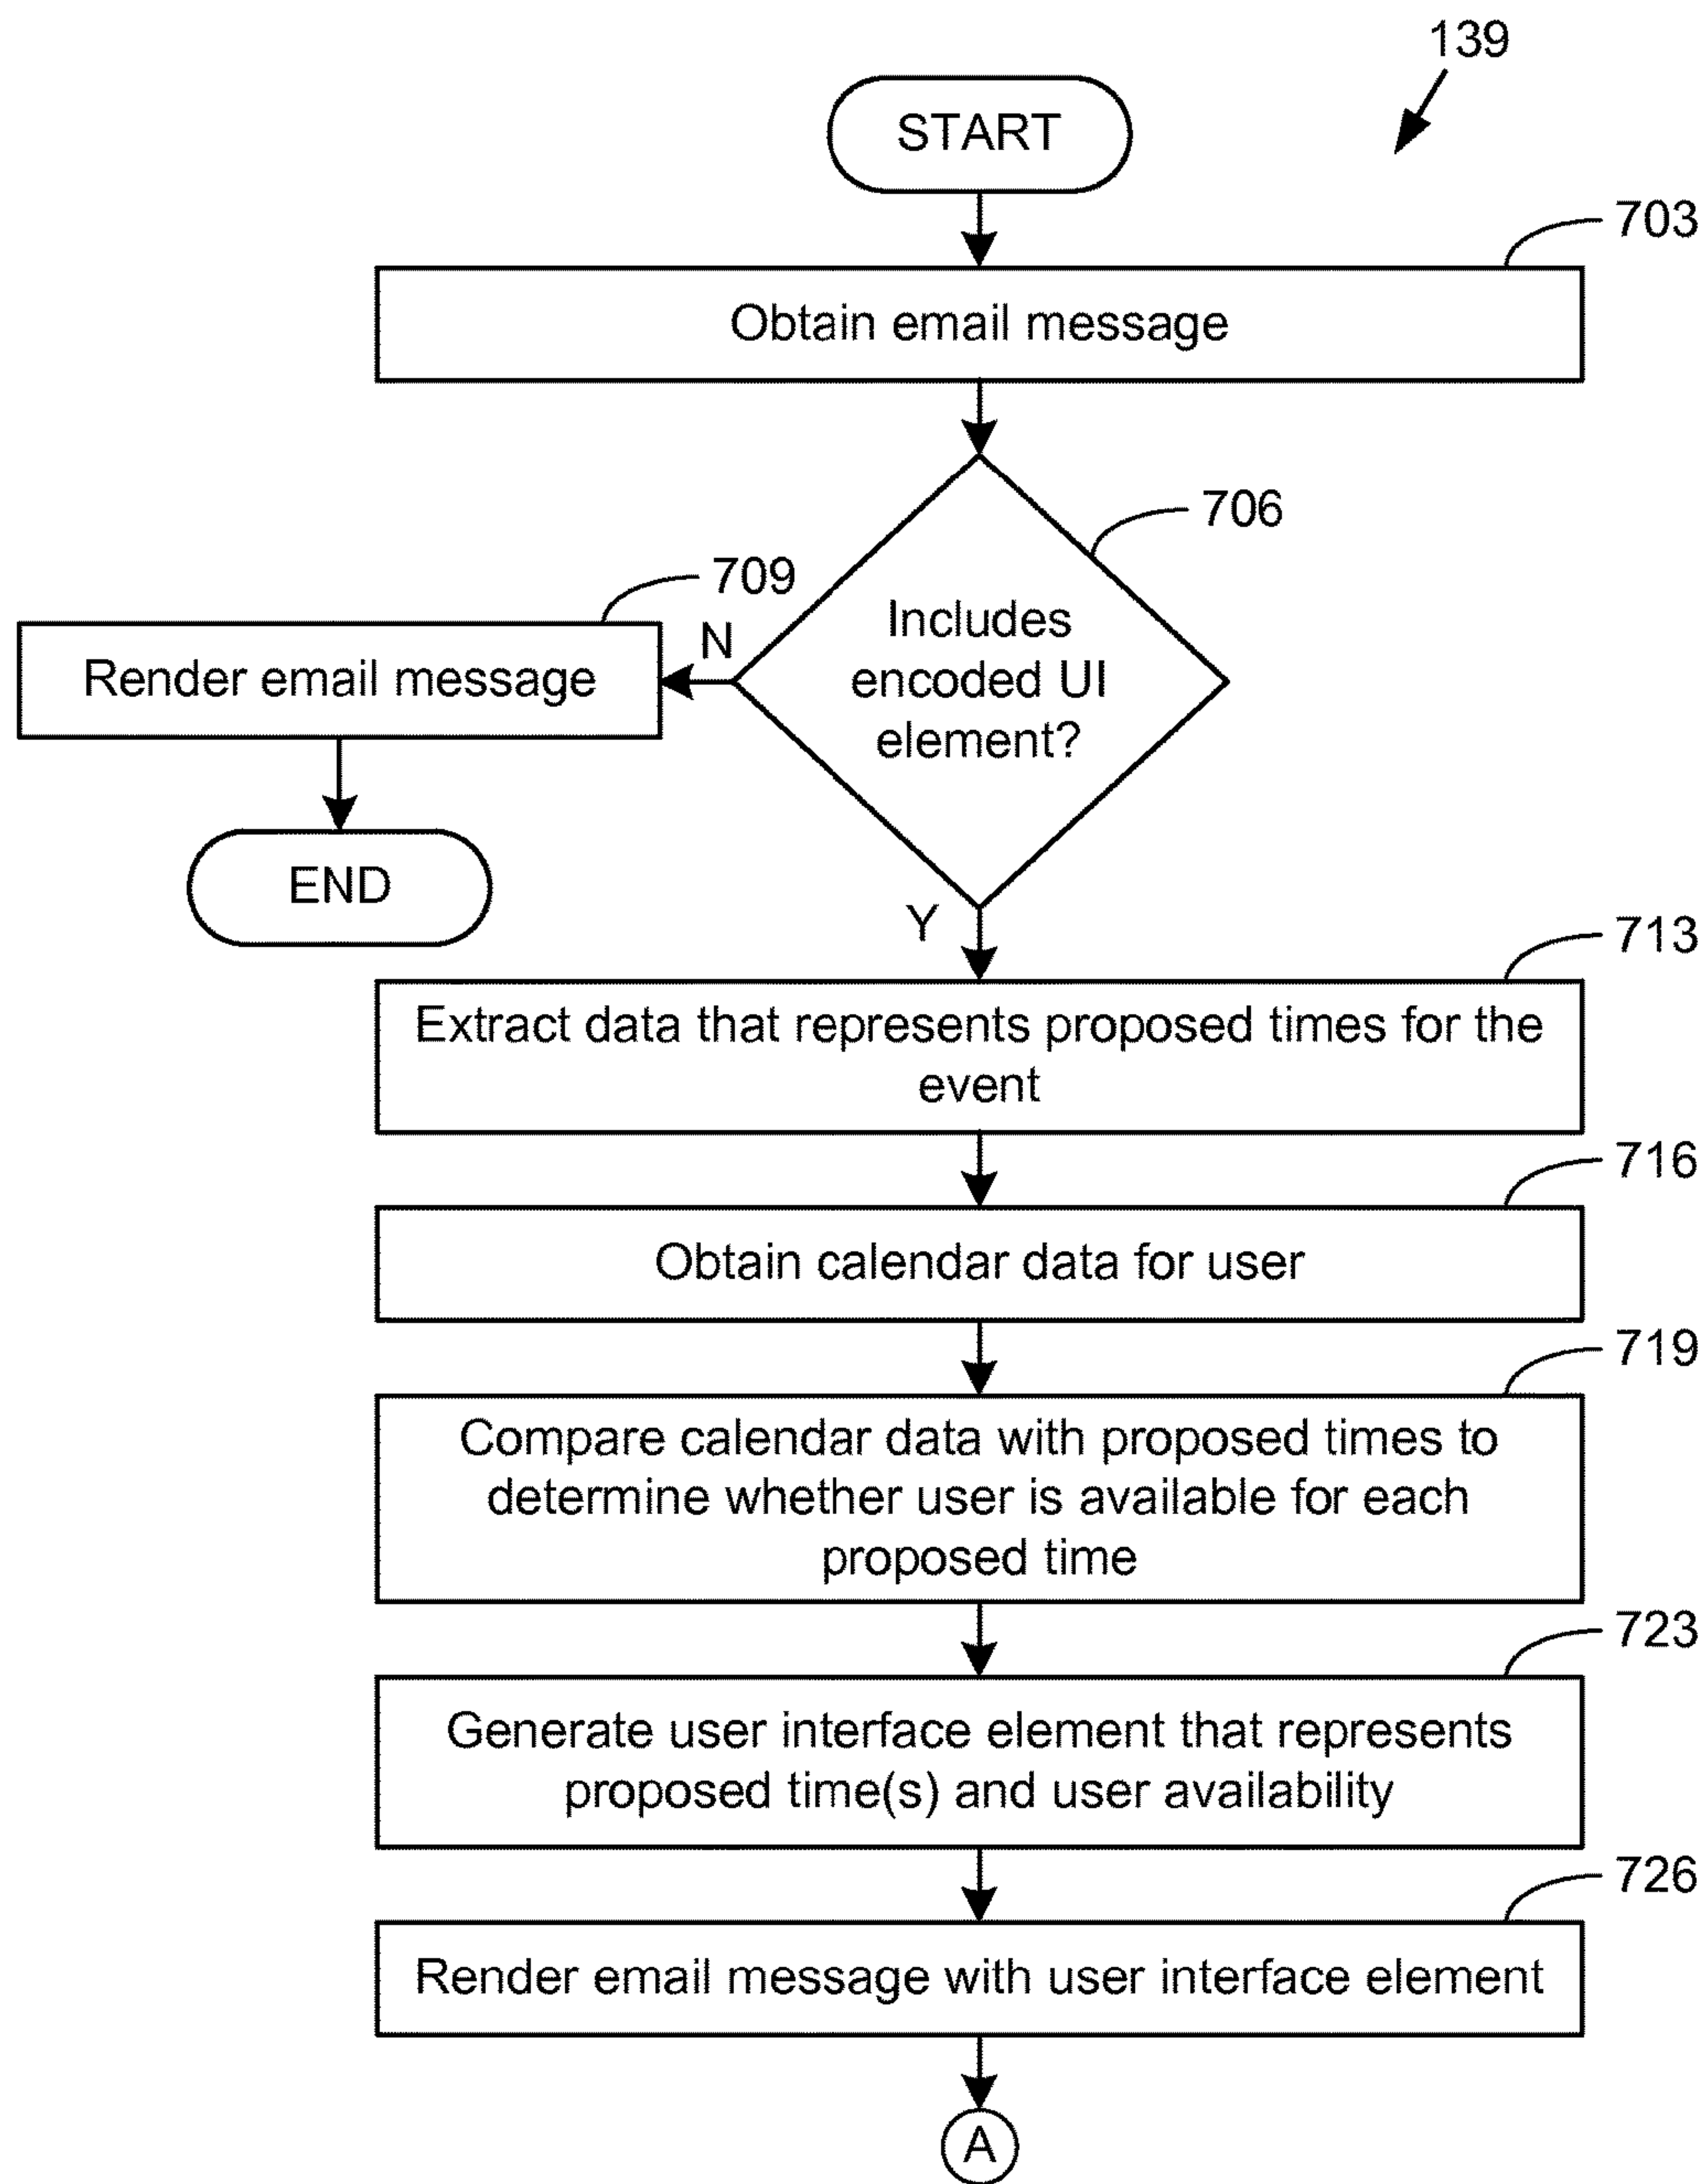 139
START
703
Obtain email message
706
Includes
encoded UI
element?
709
N
Render email message
END
Y
713
Extract data that represents proposed times for the
event
716
Obtain calendar data for user
719
Compare calendar data with proposed times to
determine whether user is available for each
proposed time
723
Generate user interface element that represents
proposed time(s) and user availability
726
Render email message with user interface element
A